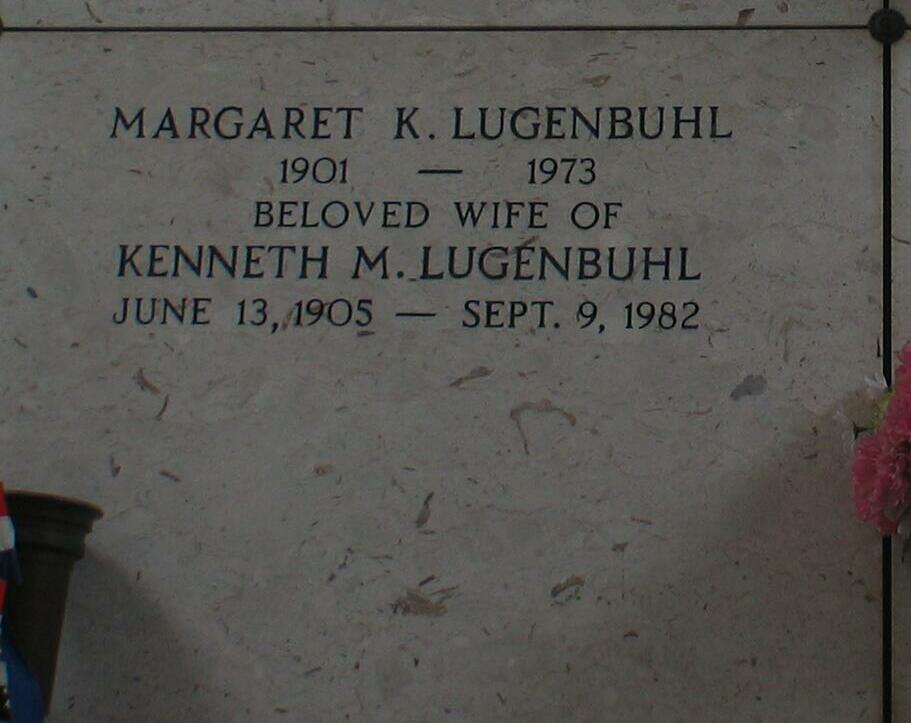 MARGARET K. LUGENBUHL
1901 — 1973
BELOVED WIFE OF
KENNETH M. LUGENBUHL
JUNE 13, 1905 — SEPT. 9, 1982